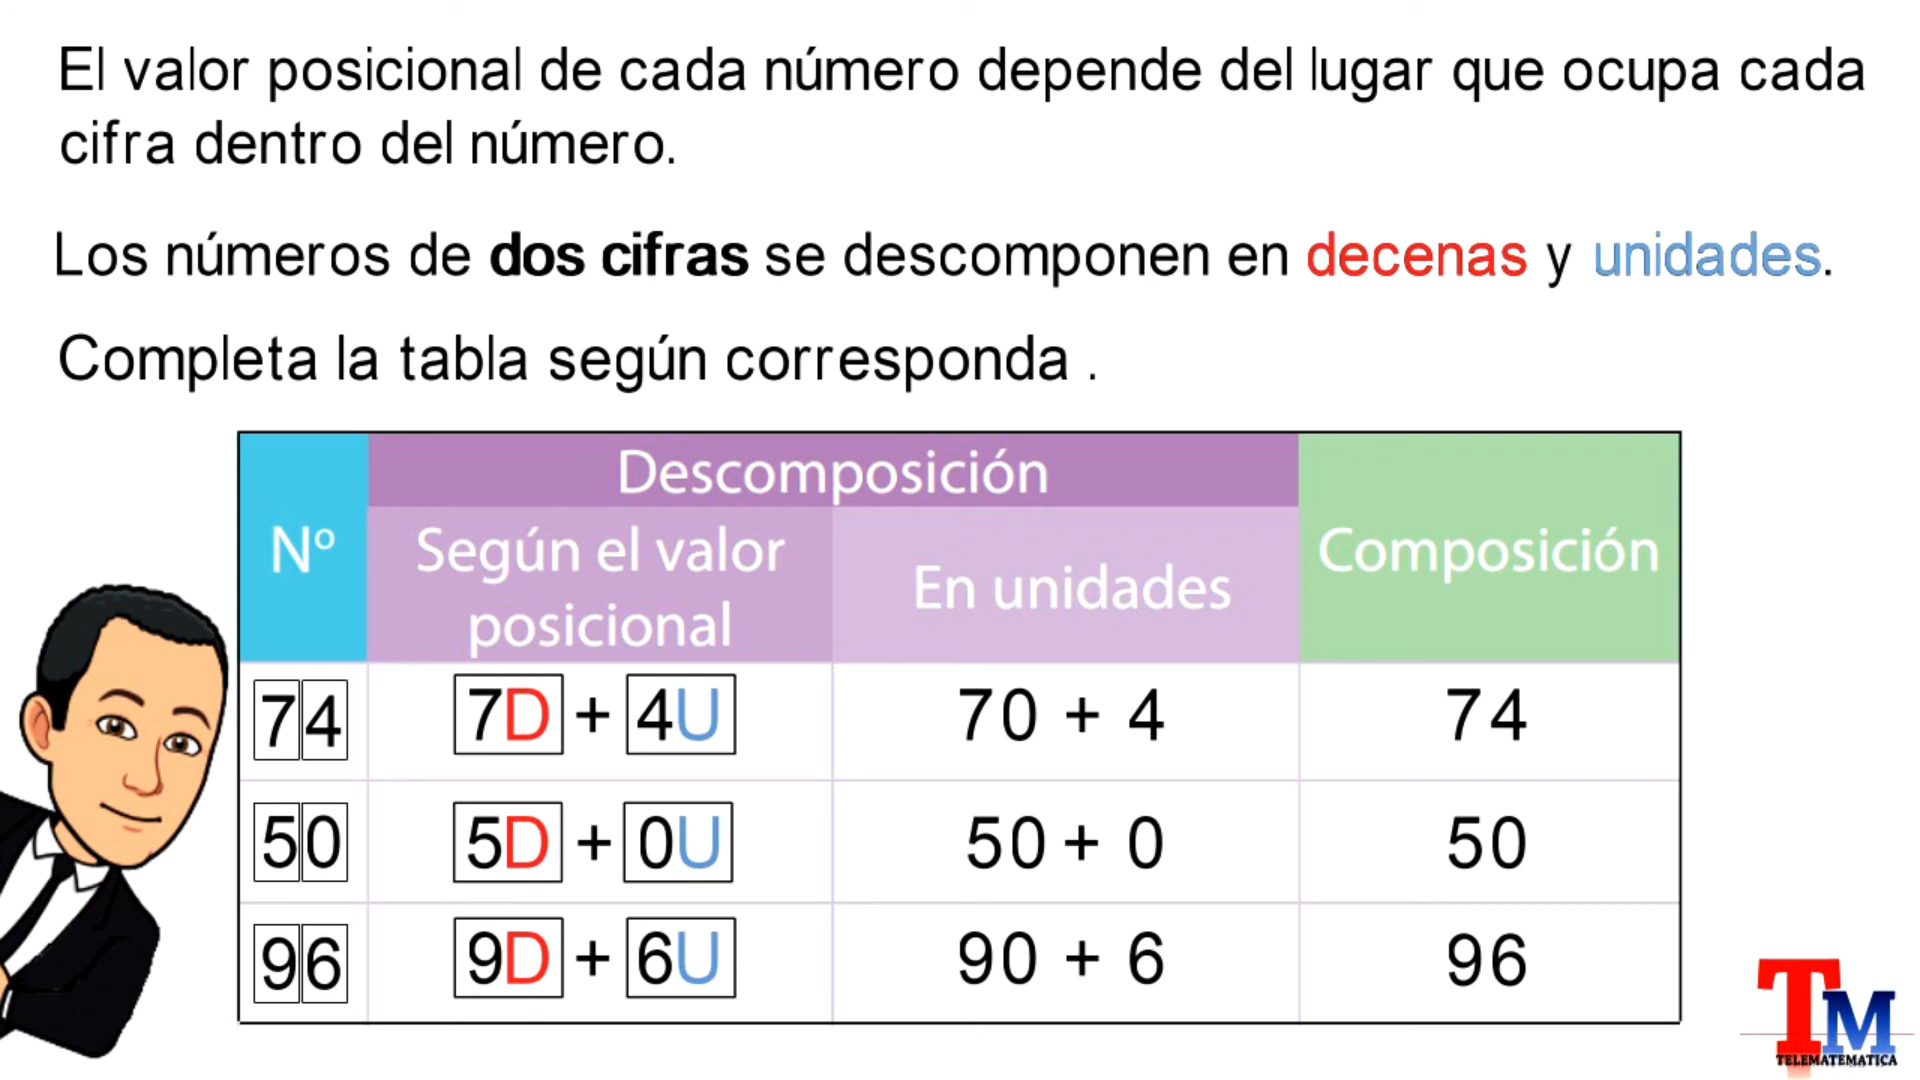 El valor posicional de cada número depende del lugar que ocupa cada
cifra dentro del número.
Los números de dos cifras se descomponen en decenas y unidades.
Completa la tabla según corresponda .
Nº
Descomposición
Según el valor
posicional
En unidades
Composición
74 7D + 4U 70 + 4 74
50 5D + 0U 50 + 0 50
96 9D + 6U 90 + 6 96
TM
TELEMATEMATICA